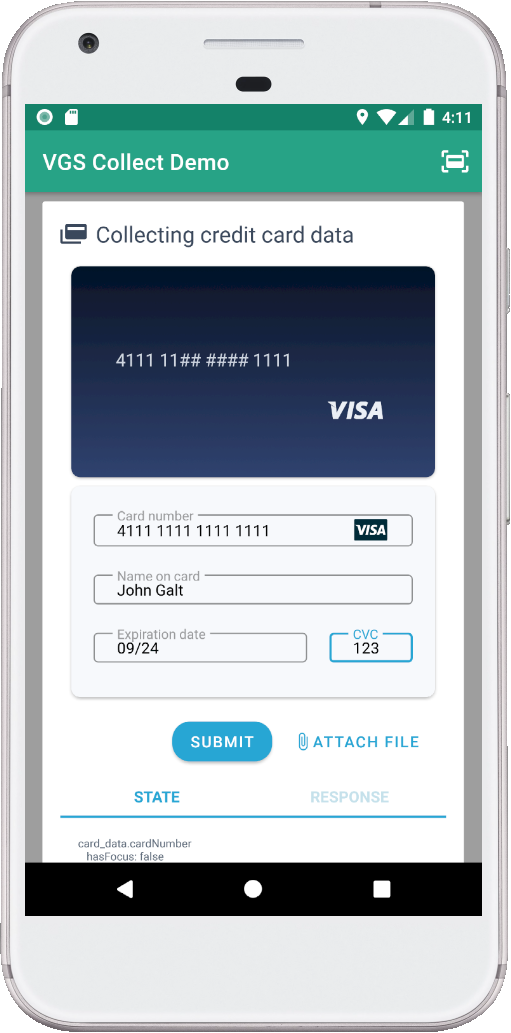 4:11
VGS Collect Demo
Collecting credit card data
4111 11## #### 1111
VISA
Card number
4111 1111 1111 1111
VISA
Name on card
John Galt
Expiration date
CVC
09/24
123
SUBMIT
ATTACH FILE
STATE
RESPONSE
card_data.cardNumber
hasFocus: false